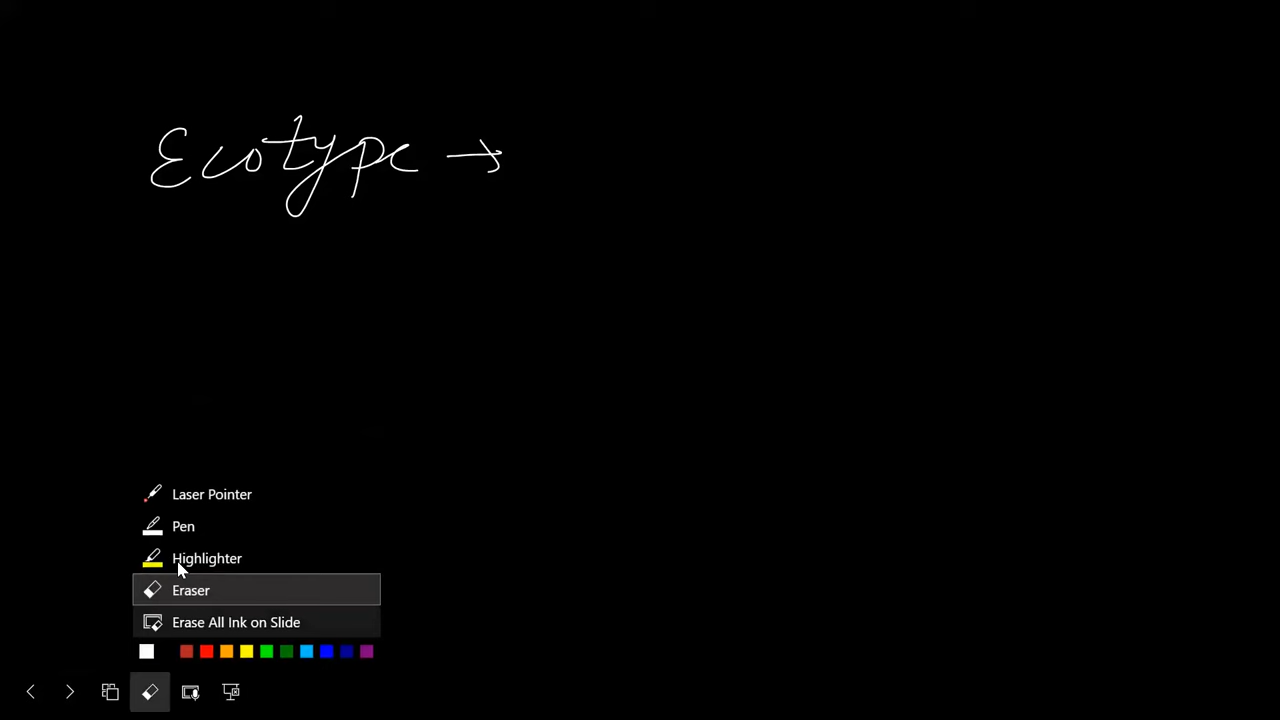 Ecotype →
Laser Pointer
Pen
Highlighter
Eraser
Erase All Ink on Slide